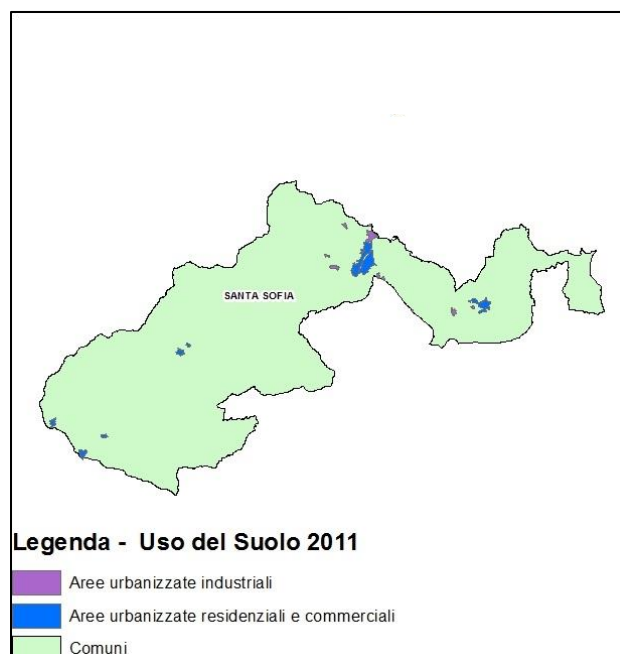 SANTA SOFIA
Legenda - Uso del Suolo 2011
Aree urbanizzate industriali
Aree urbanizzate residenziali e commerciali
Comuni